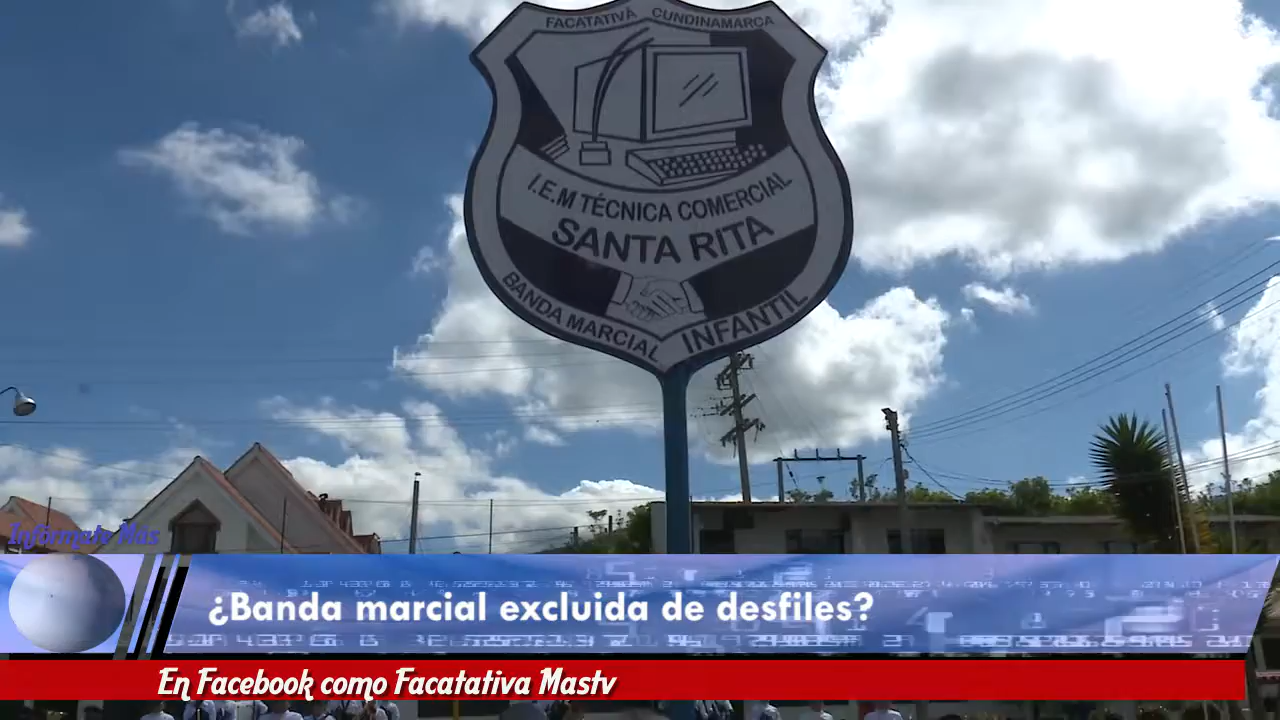 FACATATIVÁ CUNDINAMARCA
I.E.M TÉCNICA COMERCIAL
SANTA RITA
BANDA MARCIAL INFANTIL
Infórmatv Más
¿Banda marcial excluida de desfiles?
En Facebook como Facatativa Mastv